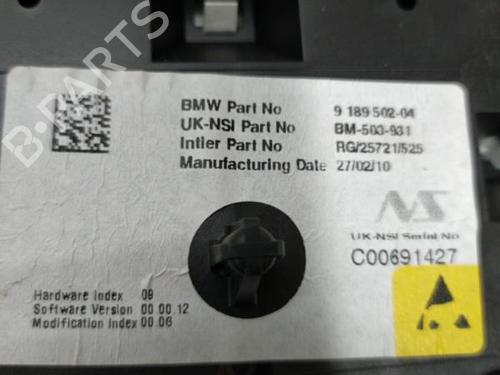 B-PARTS
BMW Part No 9 189 502-04
UK-NSI Part No BM-503-931
Intier Part No RG/25721/525
Manufacturing Date 27/02/10
NS
UK-NSI Serial No
C00691427
Hardware Index 09
Software Version 00.00.12
Modification Index 00.06